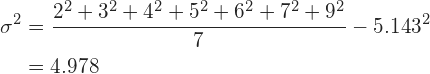 σ² = (2² + 3² + 4² + 5² + 6² + 7² + 9²)/7 − 5.143²
= 4.978